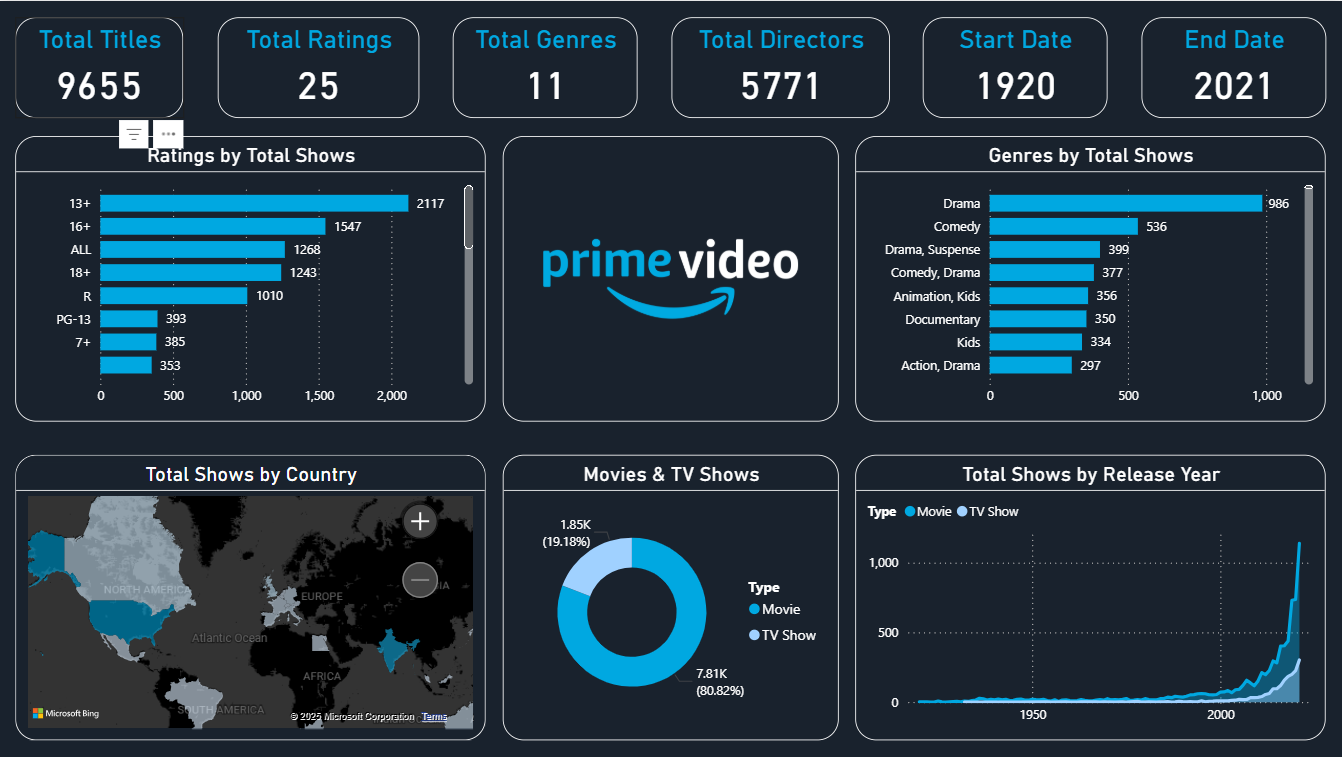 Total Titles
9655
Total Ratings
25
Total Genres
11
Total Directors
5771
Start Date
1920
End Date
2021
Ratings by Total Shows
13+ 2117
16+ 1547
ALL 1268
18+ 1243
R 1010
PG-13 393
7+ 385
353
0 500 1,000 1,500 2,000
prime video
Genres by Total Shows
Drama 986
Comedy 536
Drama, Suspense 399
Comedy, Drama 377
Animation, Kids 356
Documentary 350
Kids 334
Action, Drama 297
0 500 1,000
Total Shows by Country
NORTH AMERICA
EUROPE
IA
Atlantic Ocean
AFRICA
SOUTH AMERICA
Microsoft Bing
© 2025 Microsoft Corporation Terms
Movies & TV Shows
1.85K
(19.18%)
Type
Movie
TV Show
7.81K
(80.82%)
Total Shows by Release Year
Type Movie TV Show
1,000
500
0
1950 2000